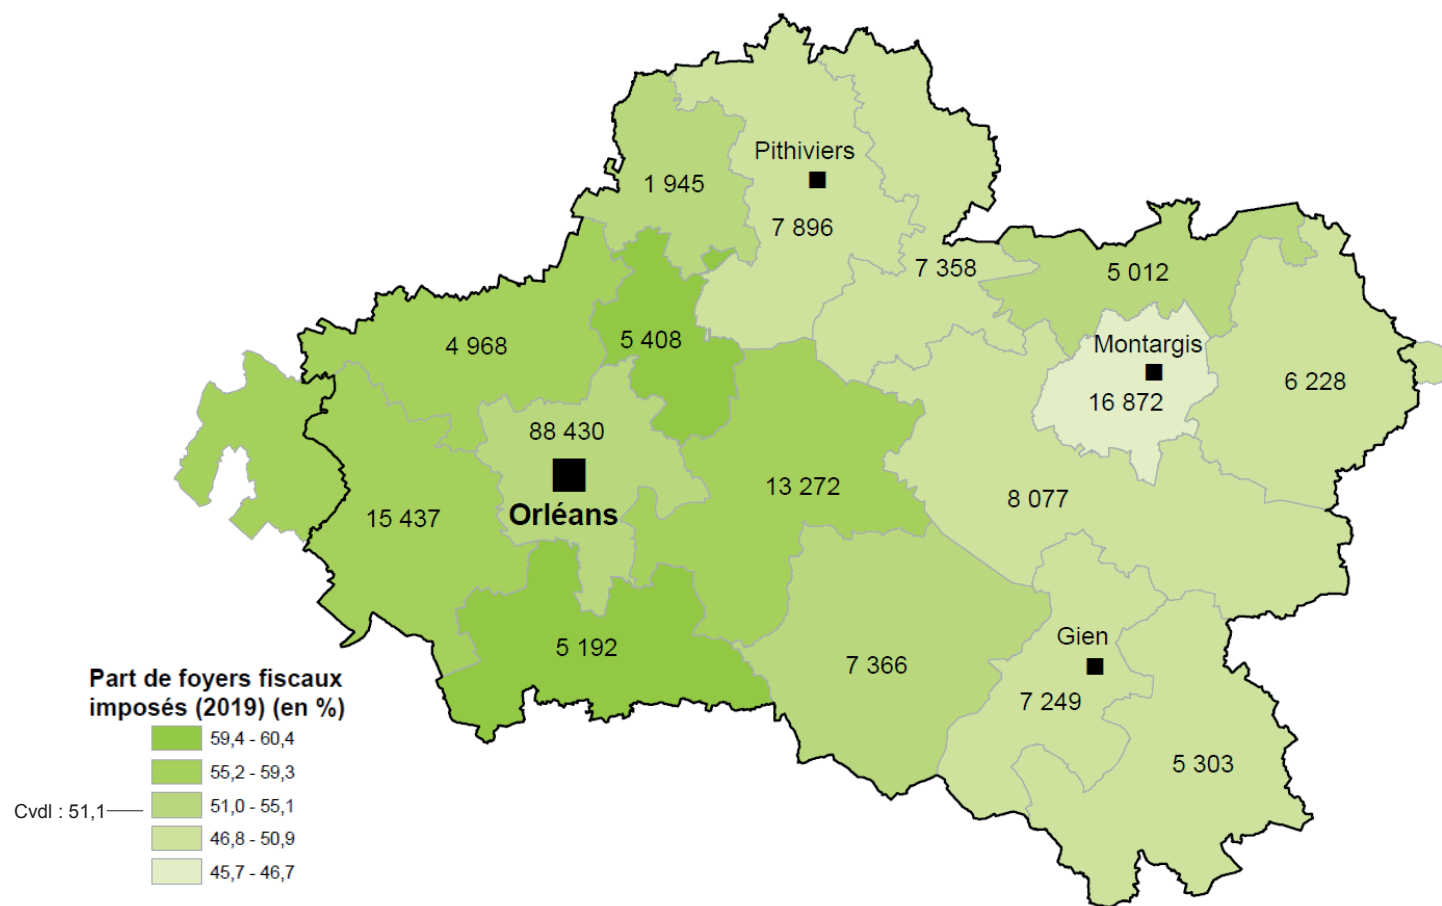 Pithiviers
1 945
7 896
7 358
5 012
4 968
5 408
Montargis
6 228
16 872
88 430
13 272
8 077
15 437
Orléans
Gien
5 192
7 366
7 249
5 303
Part de foyers fiscaux
imposés (2019) (en %)
59,4 - 60,4
55,2 - 59,3
Cvdl : 51,1
51,0 - 55,1
46,8 - 50,9
45,7 - 46,7